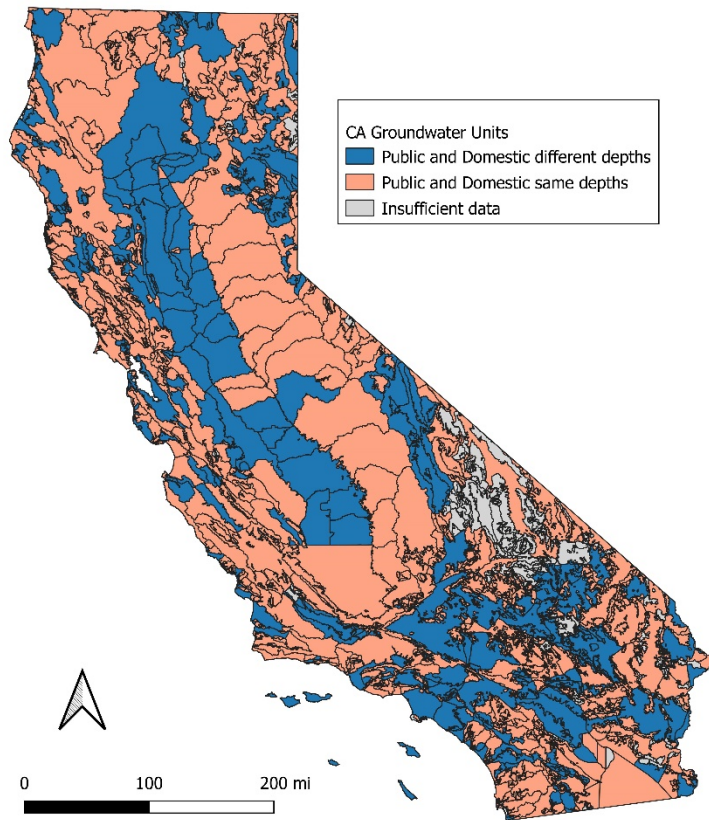 CA Groundwater Units
Public and Domestic different depths
Public and Domestic same depths
Insufficient data
0 100 200 mi